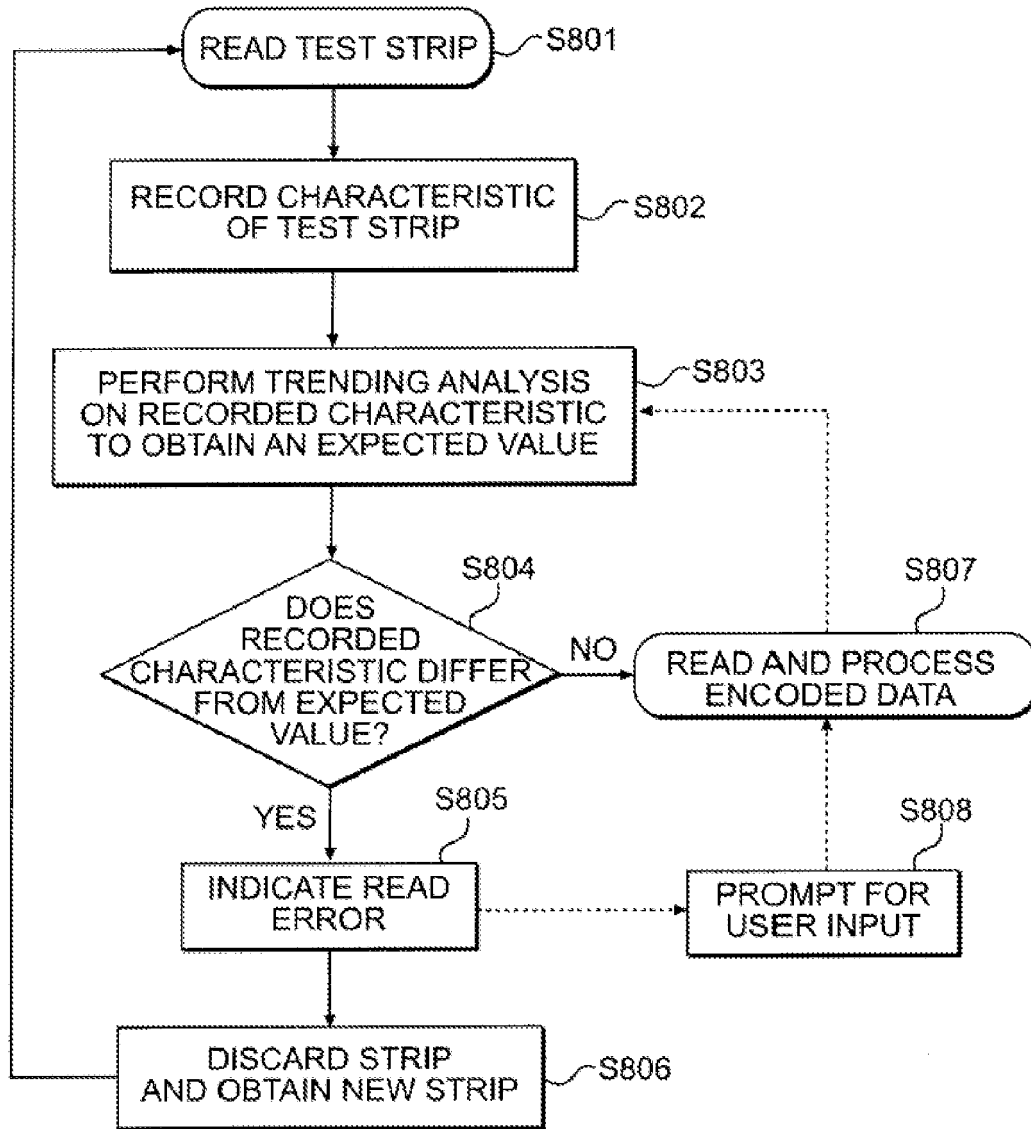 READ TEST STRIP
S801
RECORD CHARACTERISTIC
OF TEST STRIP
S802
PERFORM TRENDING ANALYSIS
ON RECORDED CHARACTERISTIC
TO OBTAIN AN EXPECTED VALUE
S803
S804
DOES
RECORDED
CHARACTERISTIC DIFFER
FROM EXPECTED
VALUE?
NO
S807
READ AND PROCESS
ENCODED DATA
YES
S805
INDICATE READ
ERROR
S808
PROMPT FOR
USER INPUT
DISCARD STRIP
AND OBTAIN NEW STRIP
S806